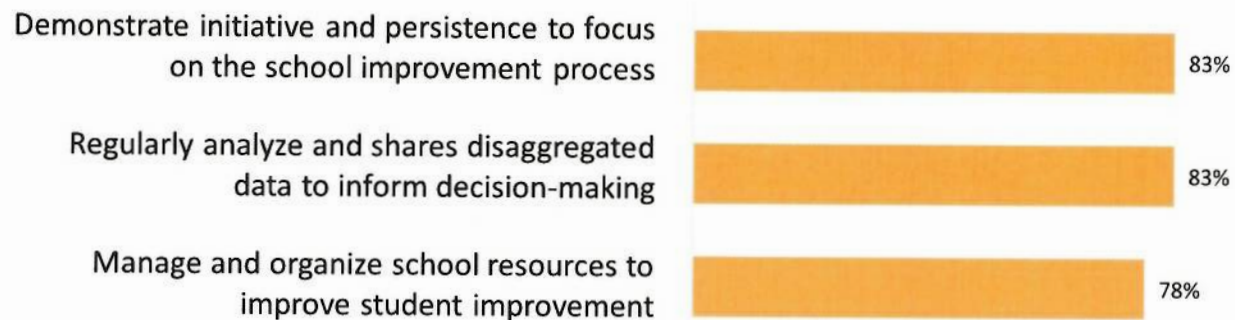 Demonstrate initiative and persistence to focus
on the school improvement process
83%
Regularly analyze and shares disaggregated
data to inform decision-making
83%
Manage and organize school resources to
improve student improvement
78%